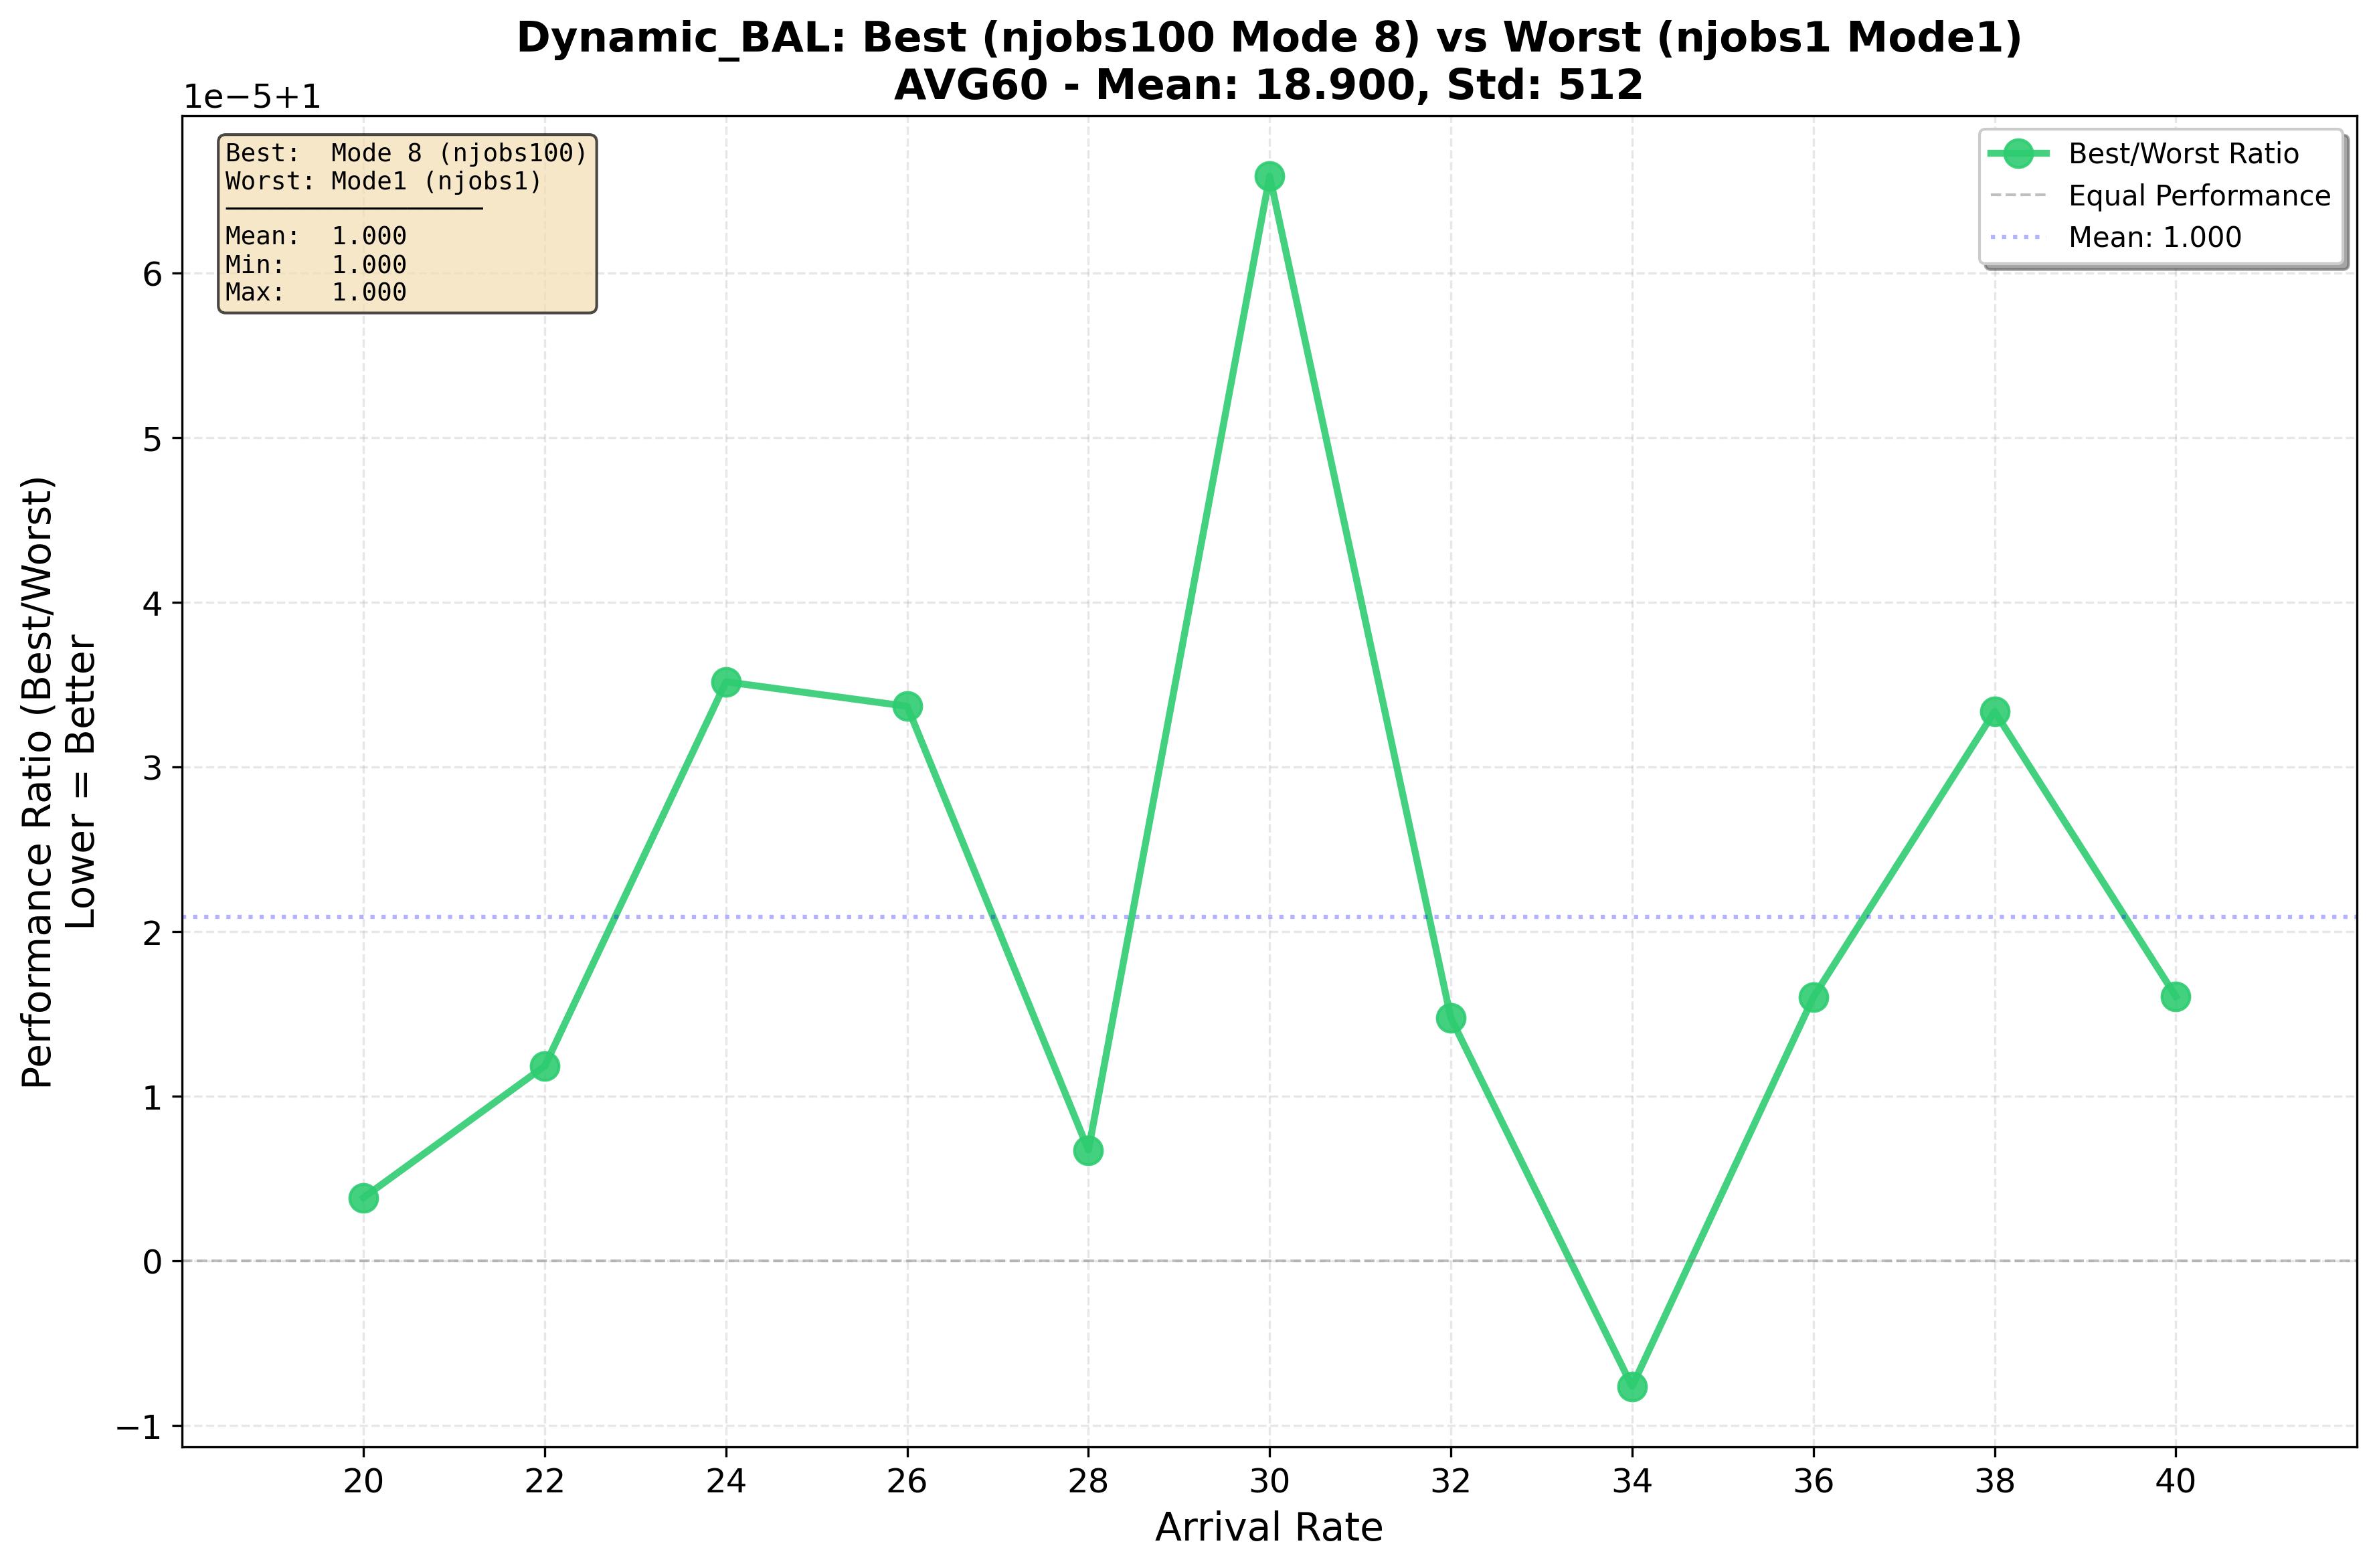 Dynamic_BAL: Best (njobs100 Mode 8) vs Worst (njobs1 Mode1)
AVG60 - Mean: 18.900, Std: 512
1e−5+1
Best:  Mode 8 (njobs100)
Worst: Mode1 (njobs1)
Mean:  1.000
Min:   1.000
Max:   1.000
Best/Worst Ratio
Equal Performance
Mean: 1.000
Performance Ratio (Best/Worst)
Lower = Better
6
5
4
3
2
1
0
−1
20 22 24 26 28 30 32 34 36 38 40
Arrival Rate